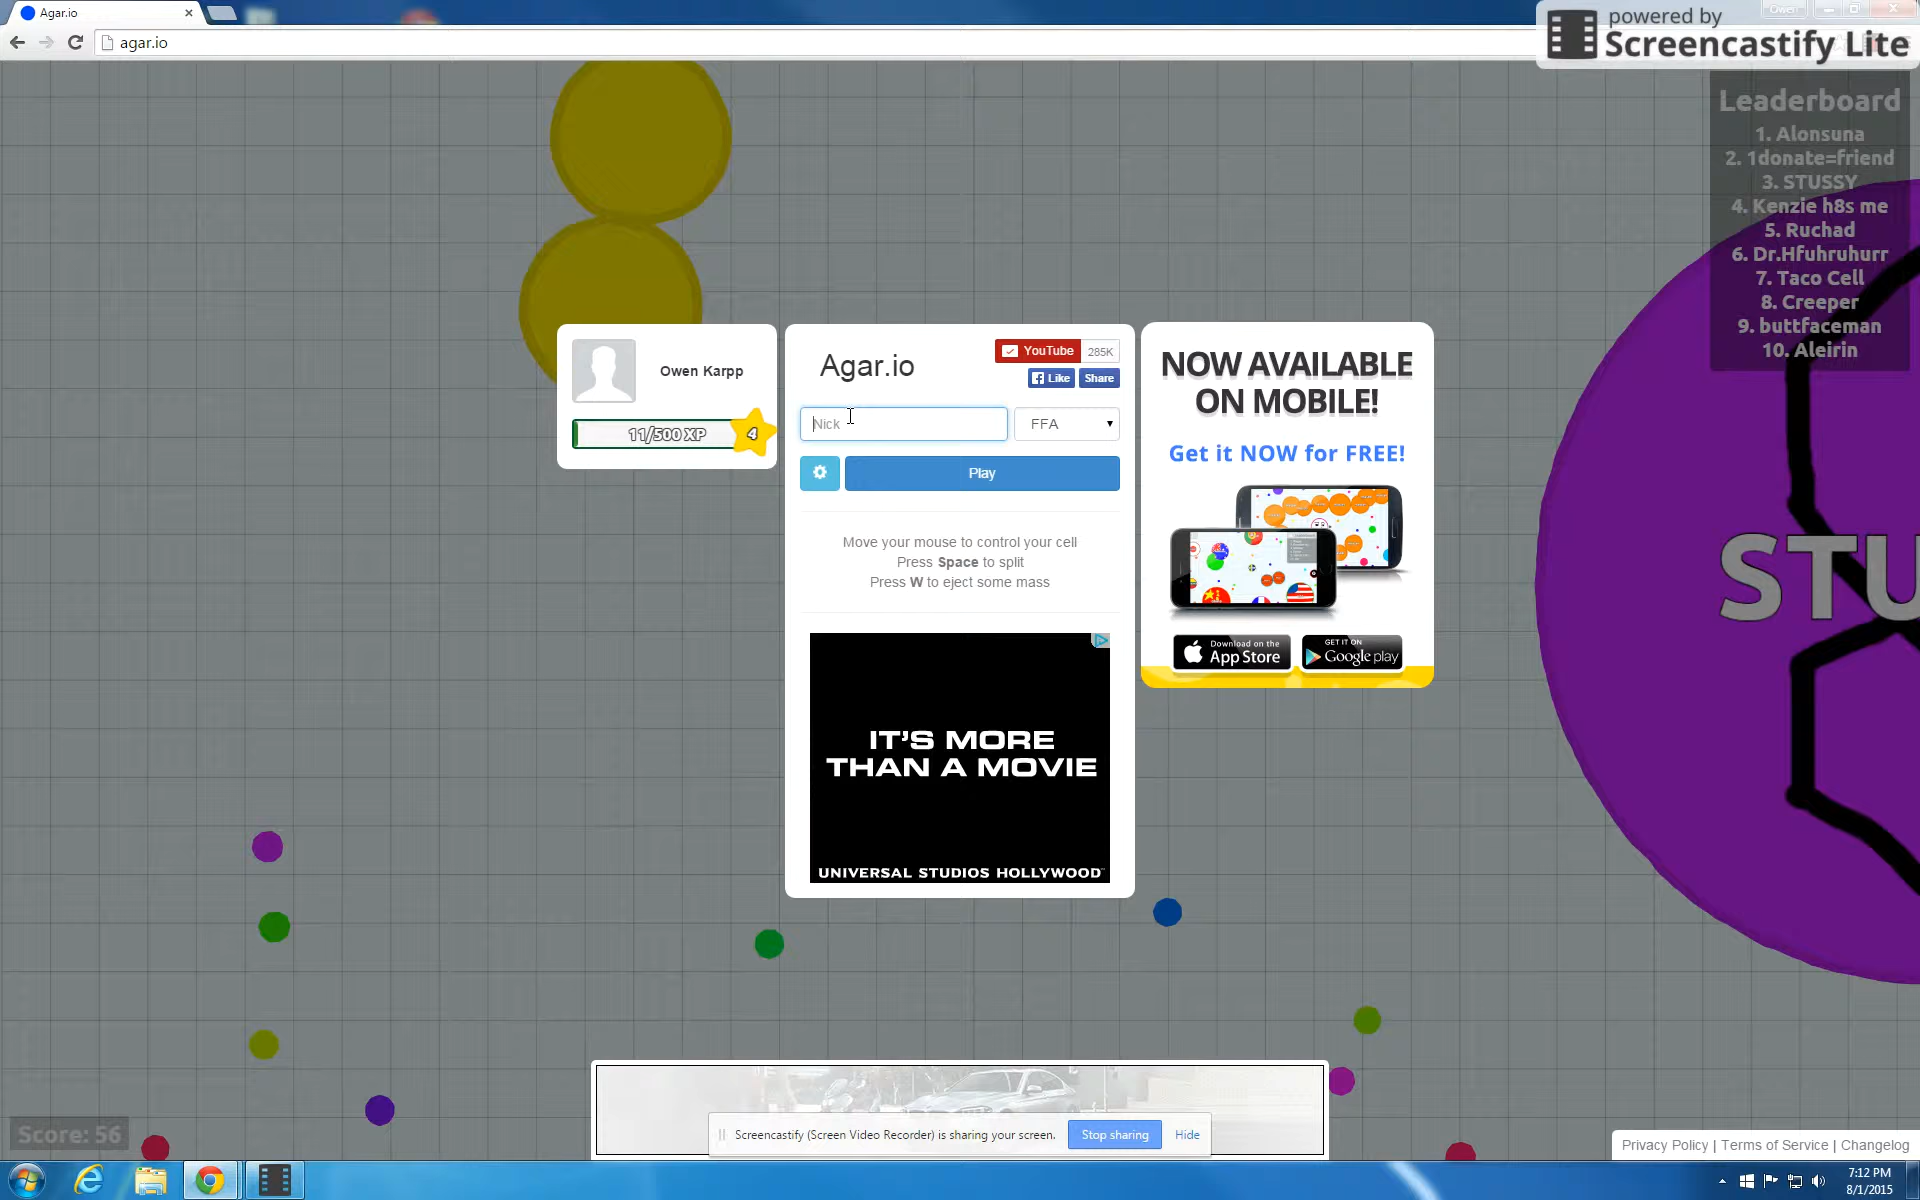 Agar.io
Owen
powered by
Screencastify Lite
agar.io
Leaderboard
1. Alonsuna
2. 1donate=friend
3. STUSSY
4. Kenzie h8s me
5. Ruchad
6. Dr.Hfuhruhurr
7. Taco Cell
8. Creeper
9. buttfaceman
10. Aleirin
Owen Karpp
11/500 XP
4
Agar.io
YouTube 285K
Like Share
Nick
FFA
Play
Move your mouse to control your cell
Press Space to split
Press W to eject some mass
IT'S MORE
THAN A MOVIE
UNIVERSAL STUDIOS HOLLYWOOD
NOW AVAILABLE
ON MOBILE!
Get it NOW for FREE!
Download on the
App Store
GET IT ON
Google play
STU
Score: 56
Screencastify (Screen Video Recorder) is sharing your screen.
Stop sharing
Hide
Privacy Policy | Terms of Service | Changelog
7:12 PM
8/1/2015